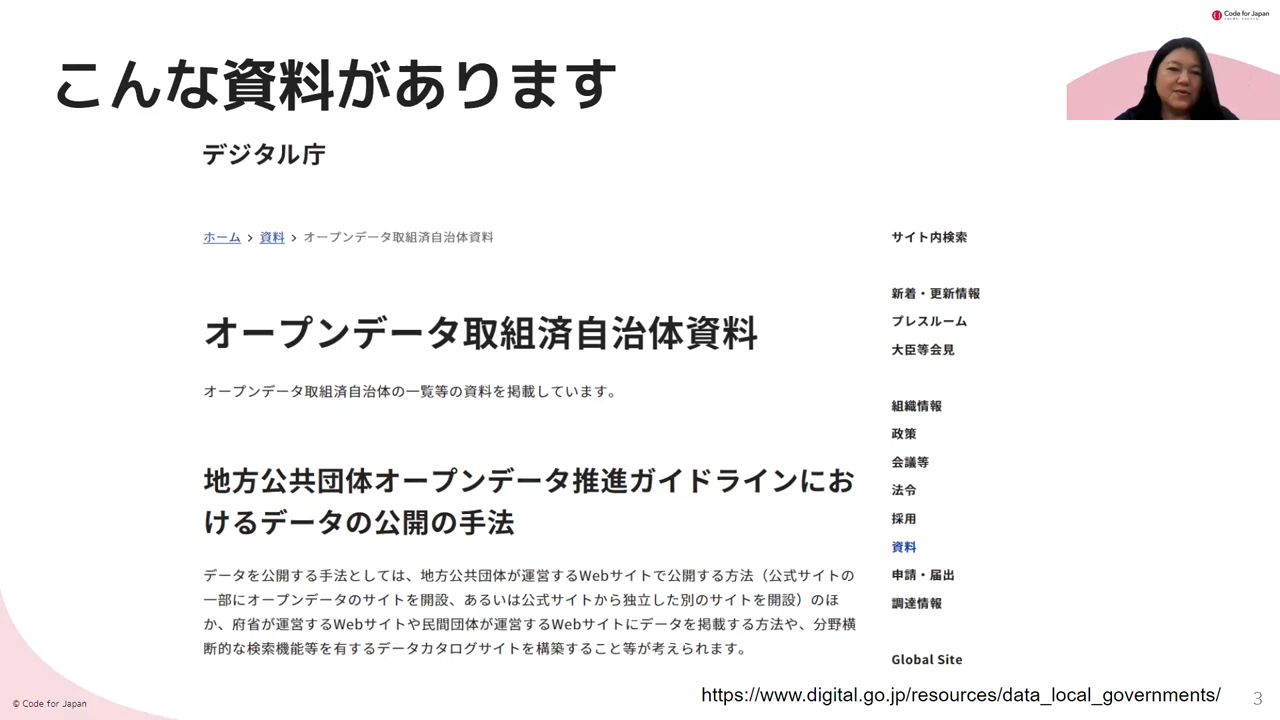 Code for Japan
こんな資料があります
デジタル庁
ホーム > 資料 > オープンデータ取組済自治体資料
オープンデータ取組済自治体資料
オープンデータ取組済自治体の一覧等の資料を掲載しています。
地方公共団体オープンデータ推進ガイドラインにお
けるデータの公開の手法
データを公開する手法としては、地方公共団体が運営するWebサイトで公開する方法（公式サイトの
一部にオープンデータのサイトを開設、あるいは公式サイトから独立した別のサイトを開設）のほ
か、府省が運営するWebサイトや民間団体が運営するWebサイトにデータを掲載する方法や、分野横
断的な検索機能等を有するデータカタログサイトを構築すること等が考えられます。
サイト内検索
新着・更新情報
プレスルーム
大臣等会見
組織情報
政策
会議等
法令
採用
資料
申請・届出
調達情報
Global Site
https://www.digital.go.jp/resources/data_local_governments/
© Code for Japan
3